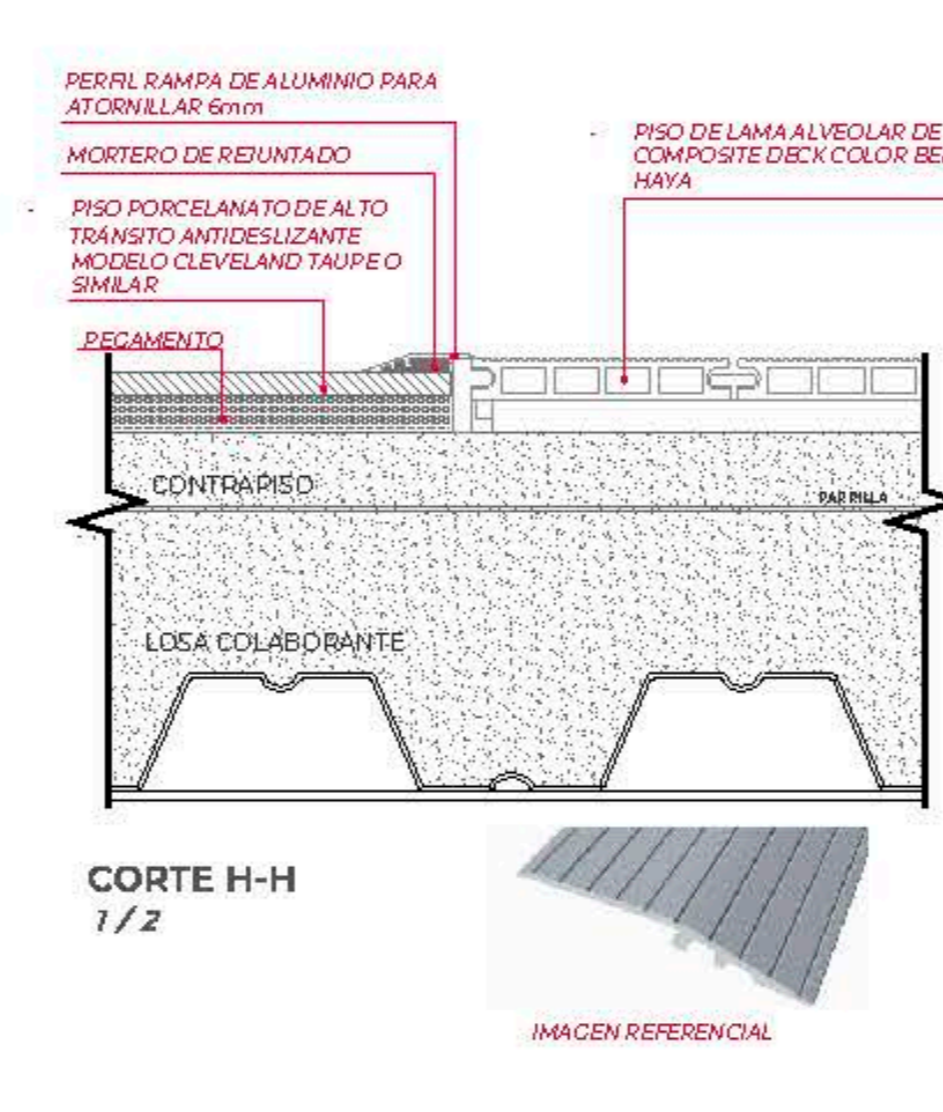 PERFIL RAMPA DE ALUMINIO PARA
ATORNILLAR 6mm
MORTERO DE REJUNTADO
PISO PORCELANATO DE ALTO
TRÁNSITO ANTIDESLIZANTE
MODELO CLEVELAND TAUPE O
SIMILAR
PEGAMENTO
- PISO DE LAMA ALVEOLAR DE
COMPOSITE DECK COLOR
HAYA
CONTRAPISO
PARRILLA
LOSA COLABORANTE
CORTE H-H
1 / 2
IMAGEN REFERENCIAL